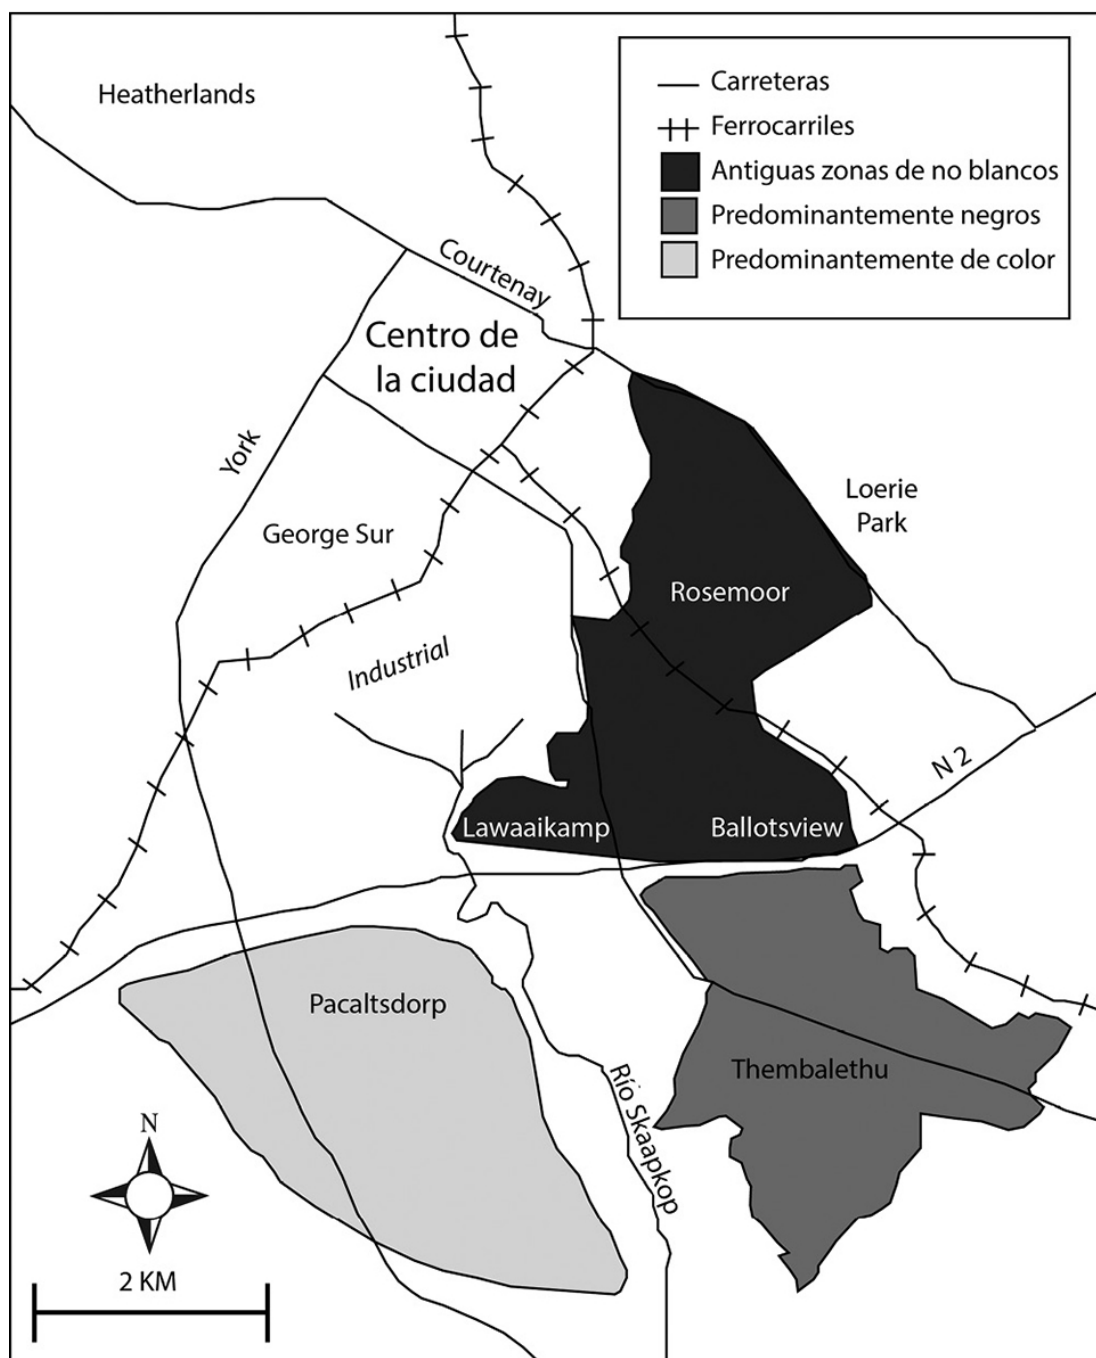 Heatherlands
Carreteras
Ferrocarriles
Antiguas zonas de no blancos
Predominantemente negros
Predominantemente de color
Courtenay
Centro de
la ciudad
York
George Sur
Loerie
Park
Rosemoor
Industrial
N 2
Lawaaikamp
Ballotsview
Pacaltsdorp
Thembalethu
Río Skaapkop
N
2 KM